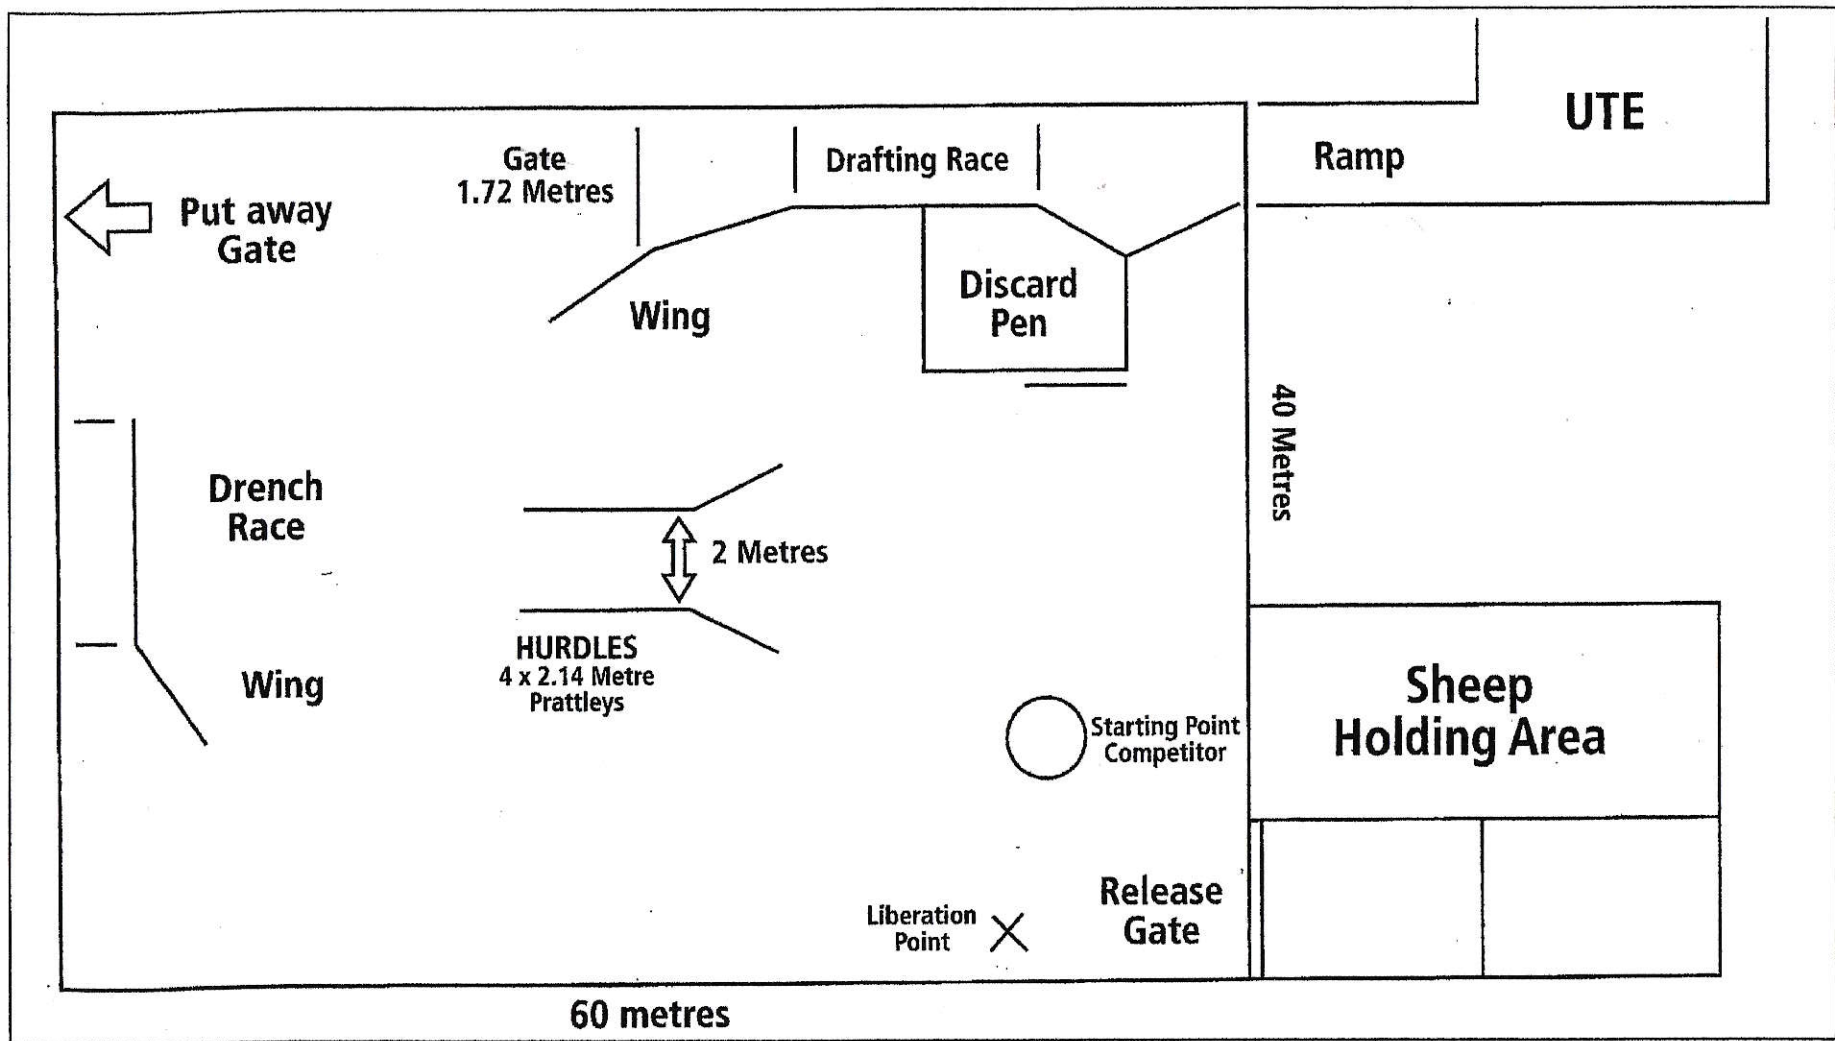 UTE
Ramp
Gate
1.72 Metres
Drafting Race
Put away
Gate
Wing
Discard
Pen
40 Metres
Drench
Race
2 Metres
HURDLES
4 x 2.14 Metre
Prattleys
Wing
Starting Point
Competitor
Sheep
Holding Area
Release
Gate
Liberation
Point
60 metres